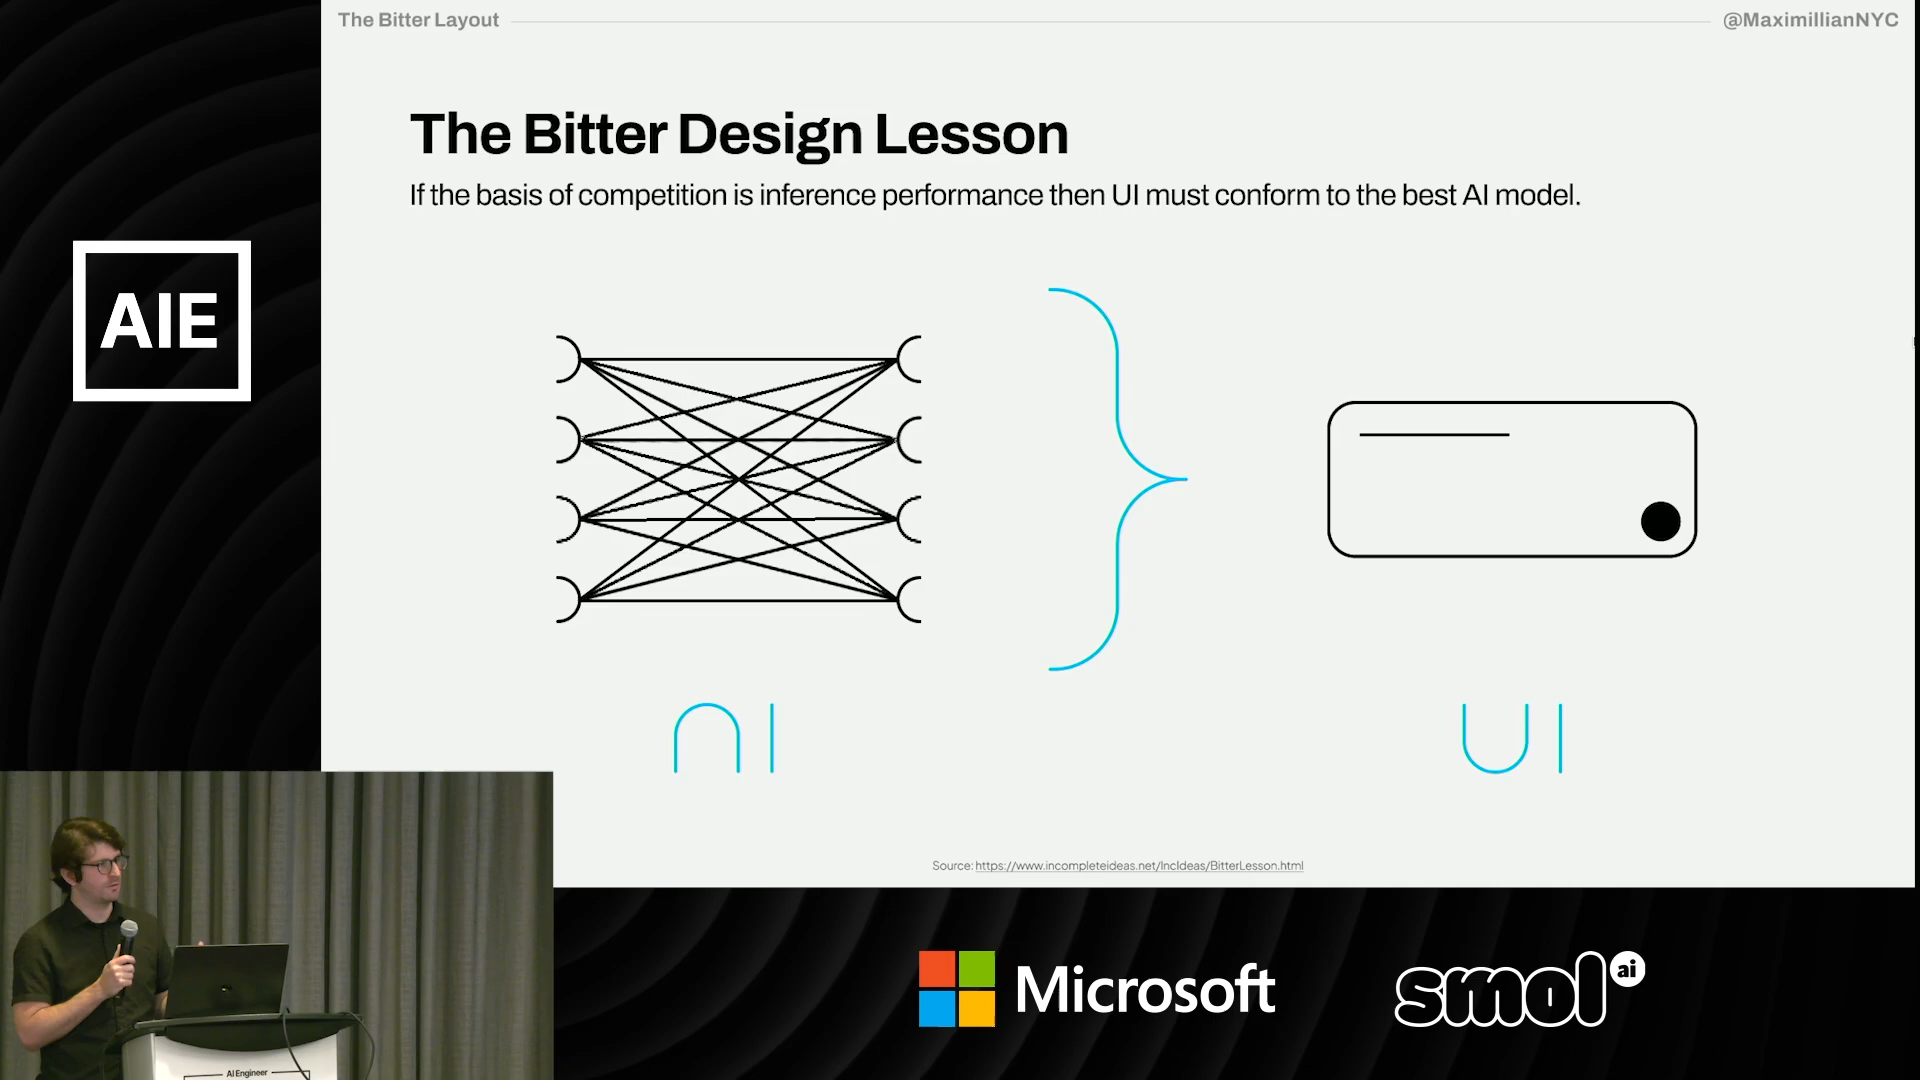 The Bitter Layout
@MaximillianNYC
The Bitter Design Lesson
If the basis of competition is inference performance then UI must conform to the best AI model.
AIE
AI
UI
Source: https://www.incompleteideas.net/IncIdeas/BitterLesson.html
AI Engineer
Microsoft
smol ai